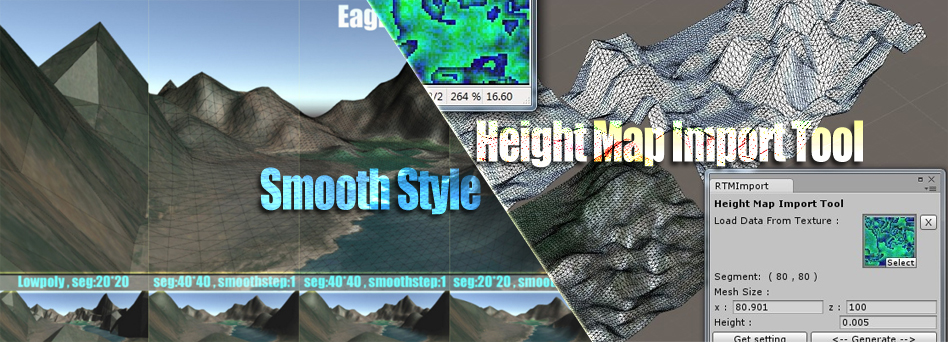 Eag
/2 264 % 16.60
Height Map Import Tool
Smooth Style
Lowpoly , seg:20*20
seg:40*40 , smoothstep:1
seg:40*40 , smoothstep:1
seg:20*20 , smoot
RTMImport
Height Map Import Tool
Load Data From Texture :
X
Select
Segment: ( 80 , 80 )
Mesh Size :
x : 80.901 z : 100
Height : 0.005
Get setting <-- Generate -->